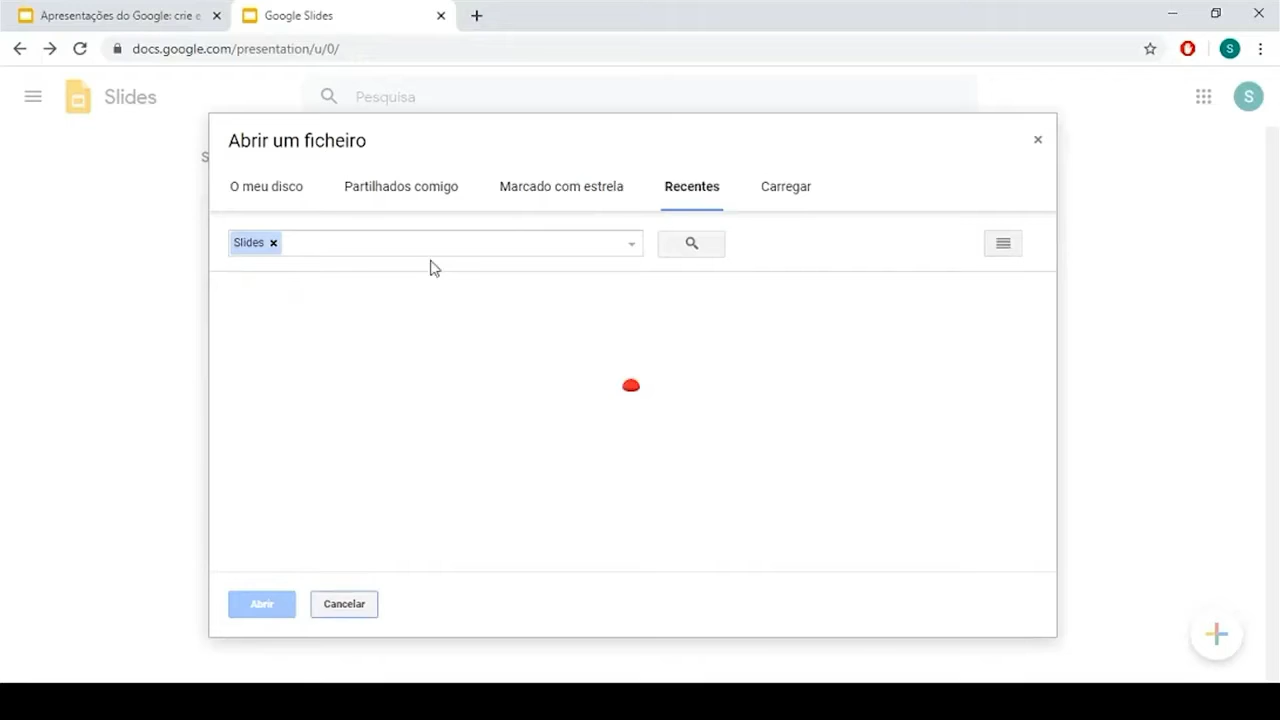 Apresentações do Google: crie e
Google Slides
docs.google.com/presentation/u/0/
S
Slides
Pesquisa
S
S
Abrir um ficheiro
O meu disco
Partilhados comigo
Marcado com estrela
Recentes
Carregar
Slides
Abrir
Cancelar